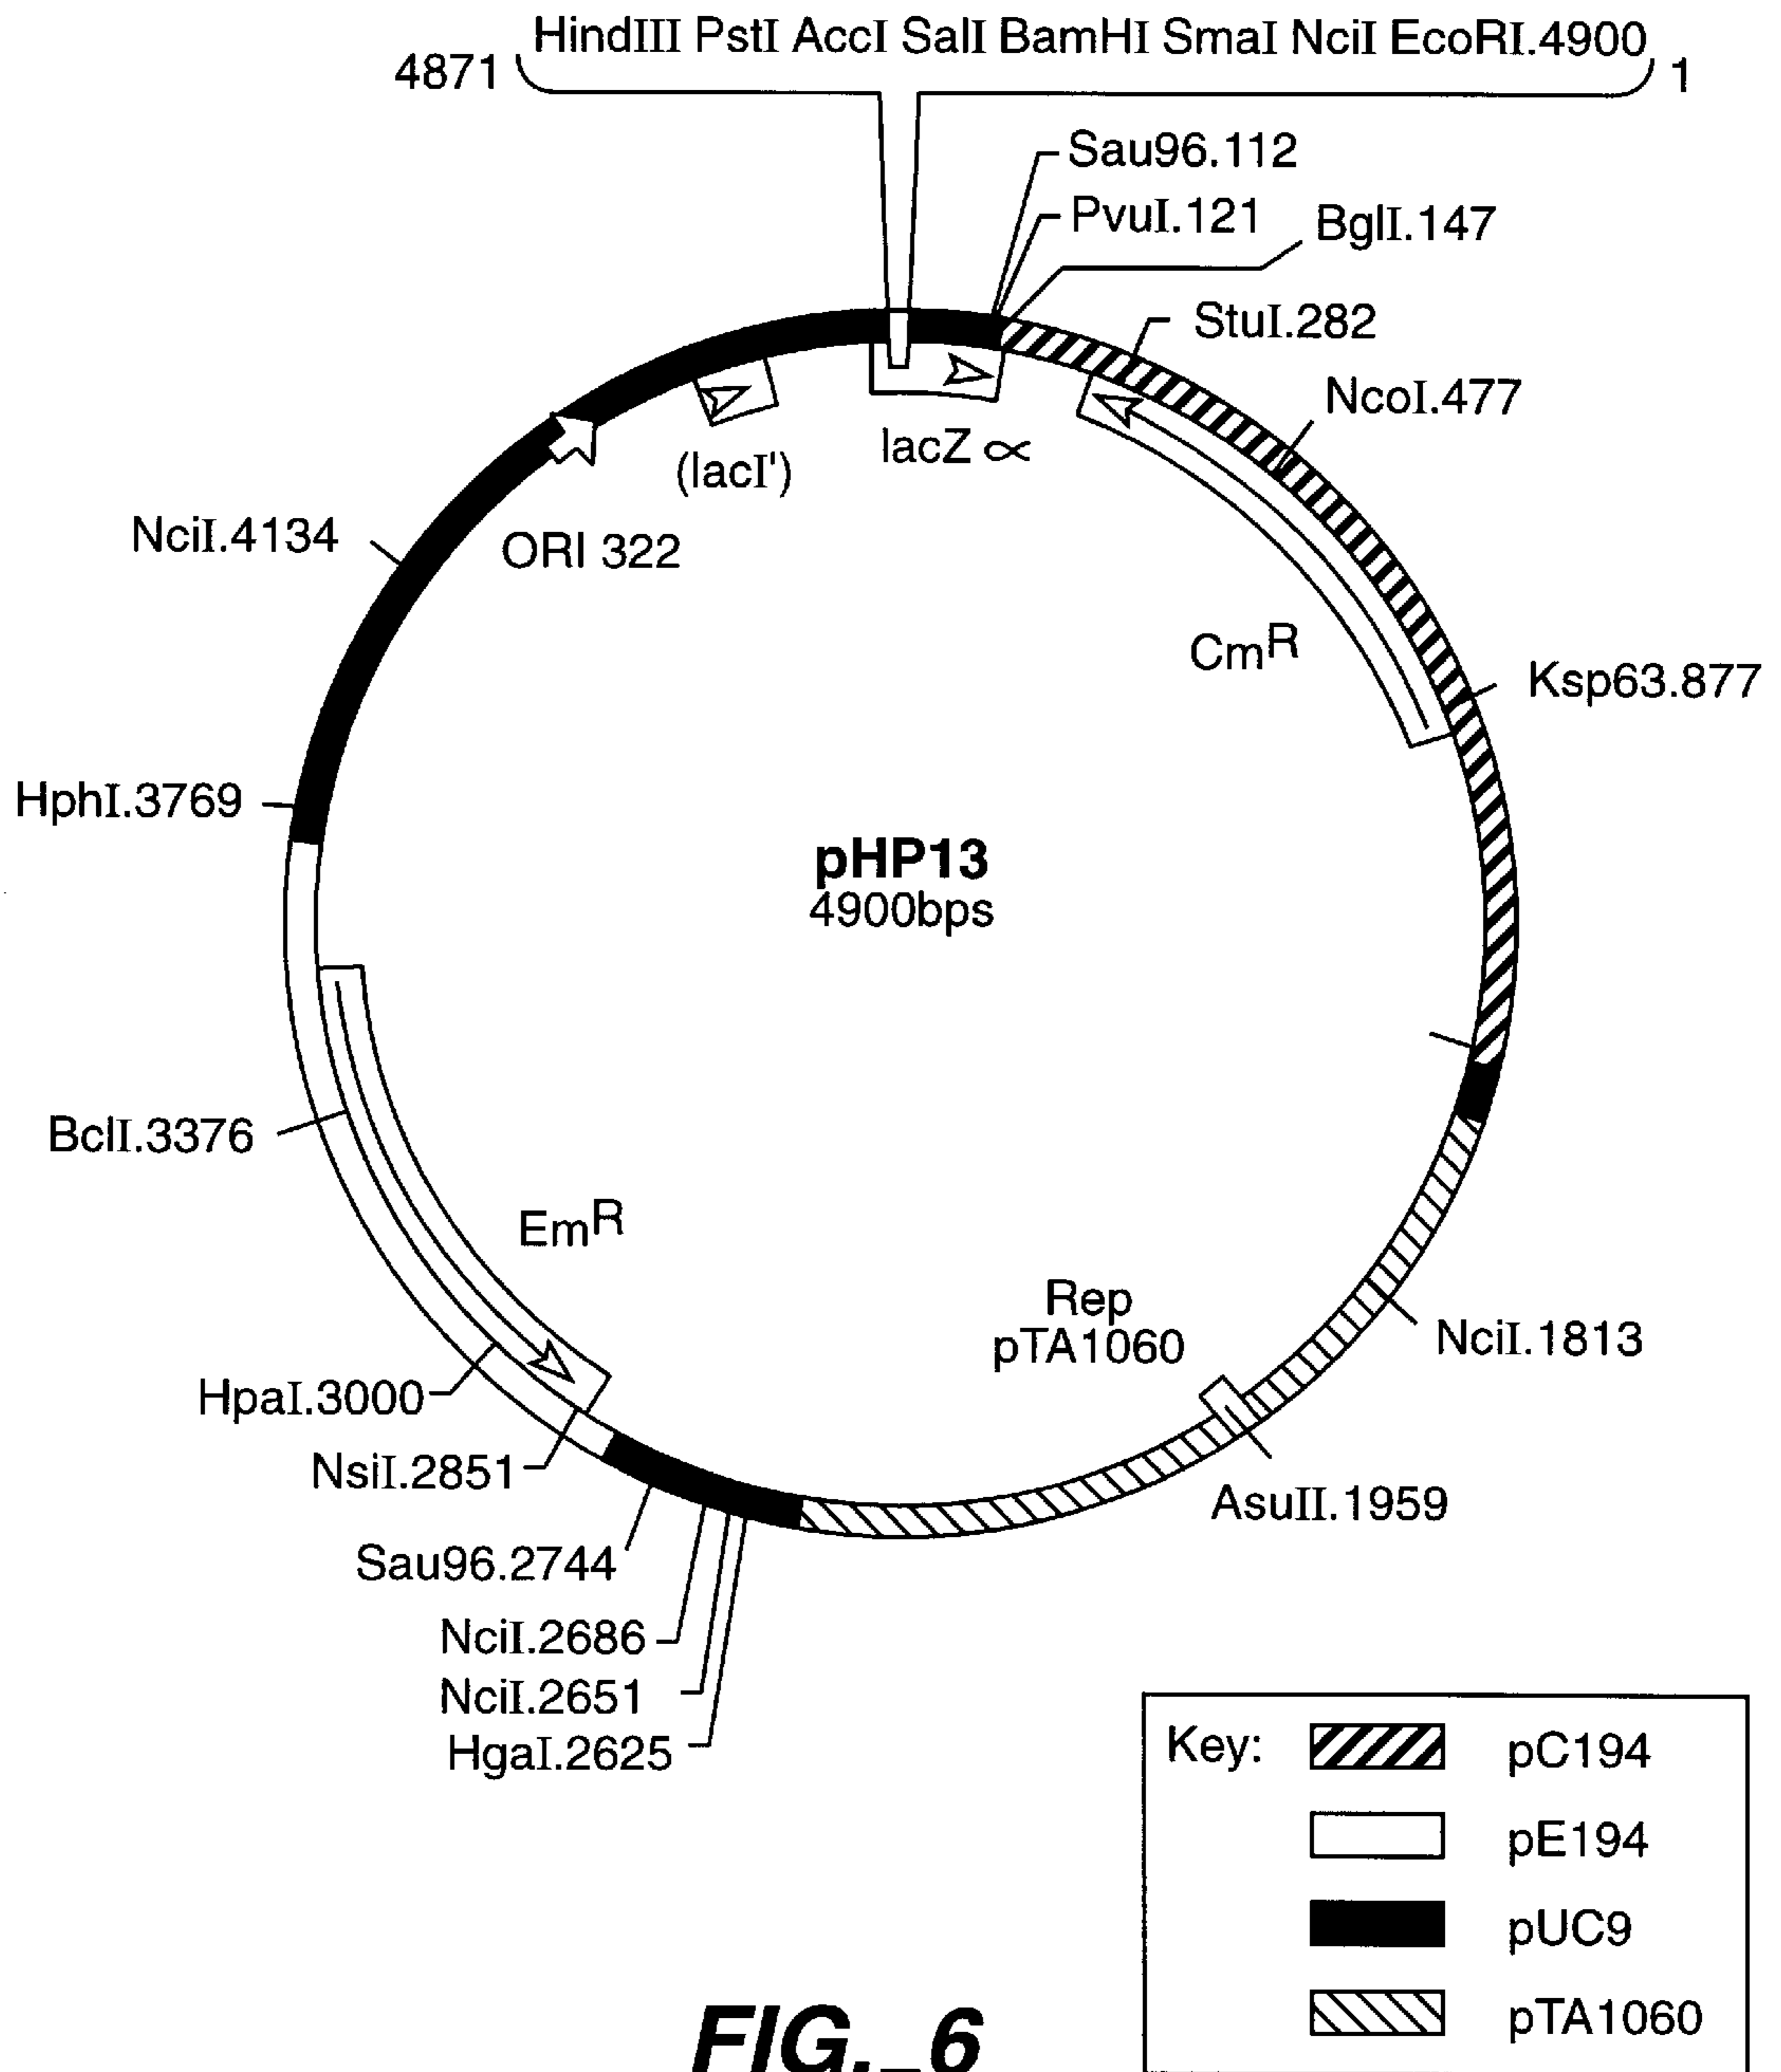 HindIII PstI AccI SalI BamHI SmaI NciI EcoRI.4900
4871
1
Sau96.112
PvuI.121
BglI.147
StuI.282
NcoI.477
lacZ ∝
(lacI')
ORI 322
NciI.4134
CmR
Ksp63.877
HphI.3769
pHP13
4900bps
BclI.3376
EmR
Rep
pTA1060
NciI.1813
HpaI.3000
NsiI.2851
AsuII.1959
Sau96.2744
NciI.2686
NciI.2651
HgaI.2625
Key:
pC194
pE194
pUC9
pTA1060
FIG._6